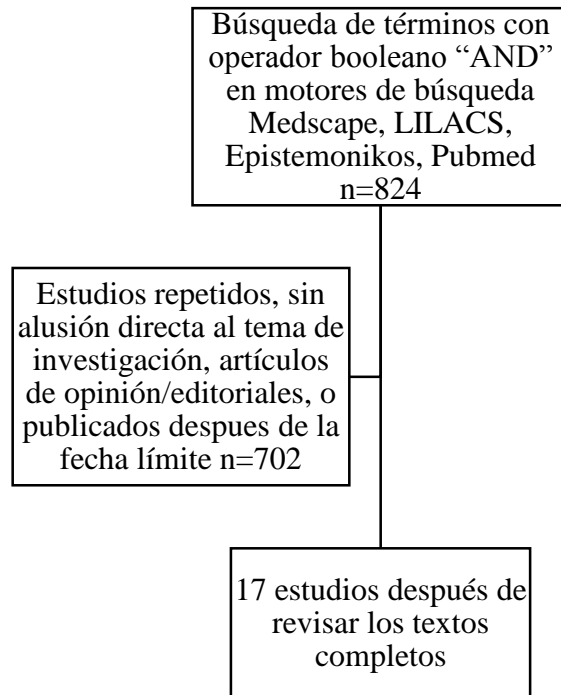 Búsqueda de términos con
operador booleano “AND”
en motores de búsqueda
Medscape, LILACS,
Epistemonikos, Pubmed
n=824
Estudios repetidos, sin
alusión directa al tema de
investigación, artículos
de opinión/editoriales, o
publicados despues de la
fecha límite n=702
17 estudios después de
revisar los textos
completos